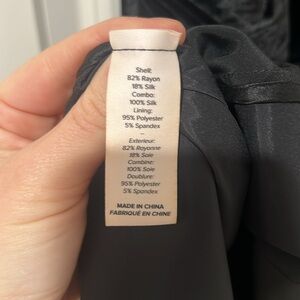 Shell:
82% Rayon
18% Silk
Combo:
100% Silk
Lining:
95% Polyester
5% Spandex
–
Exterieur:
82% Rayonne
18% Soie
Combine:
100% Soie
Doublure:
95% Polyester
5% Spandex
MADE IN CHINA
FABRIQUÉ EN CHINE